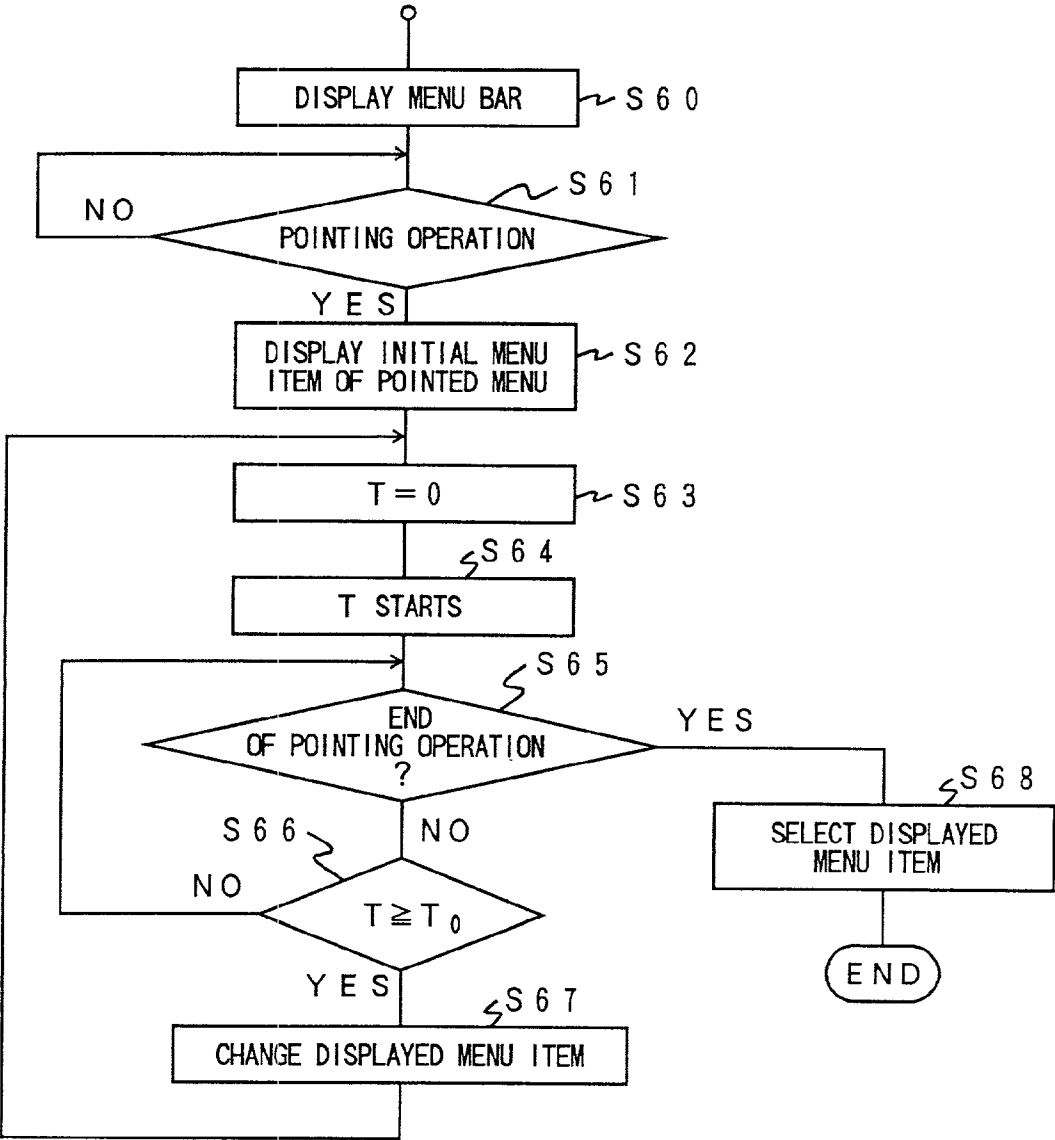 DISPLAY MENU BAR
S60
S61
NO
POINTING OPERATION
YES
DISPLAY INITIAL MENU
ITEM OF POINTED MENU
S62
T=0
S63
S64
T STARTS
S65
END
OF POINTING OPERATION
?
YES
S68
SELECT DISPLAYED
MENU ITEM
END
NO
S66
NO
T≧T₀
YES
S67
CHANGE DISPLAYED MENU ITEM